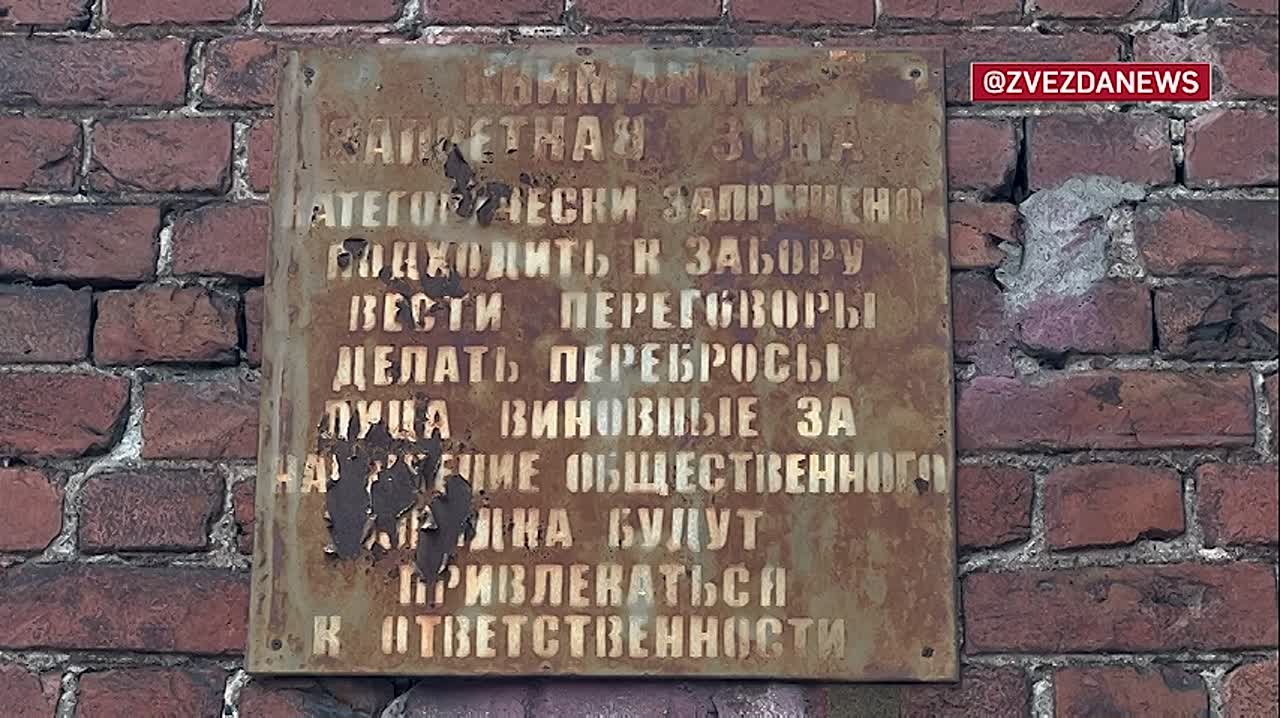 @ZVEZDANEWS
ВНИМАНИЕ
ЗАПРЕТНАЯ ЗОНА
КАТЕГОРИЧЕСКИ ЗАПРЕЩЕНО
ПОДХОДИТЬ К ЗАБОРУ
ВЕСТИ ПЕРЕГОВОРЫ
ДЕЛАТЬ ПЕРЕБРОСЫ
ЛИЦА ВИНОВНЫЕ ЗА
НАРУШЕНИЕ ОБЩЕСТВЕННОГО
БУДУТ
ПРИВЛЕКАТЬСЯ
К ОТВЕТСТВЕННОСТИ